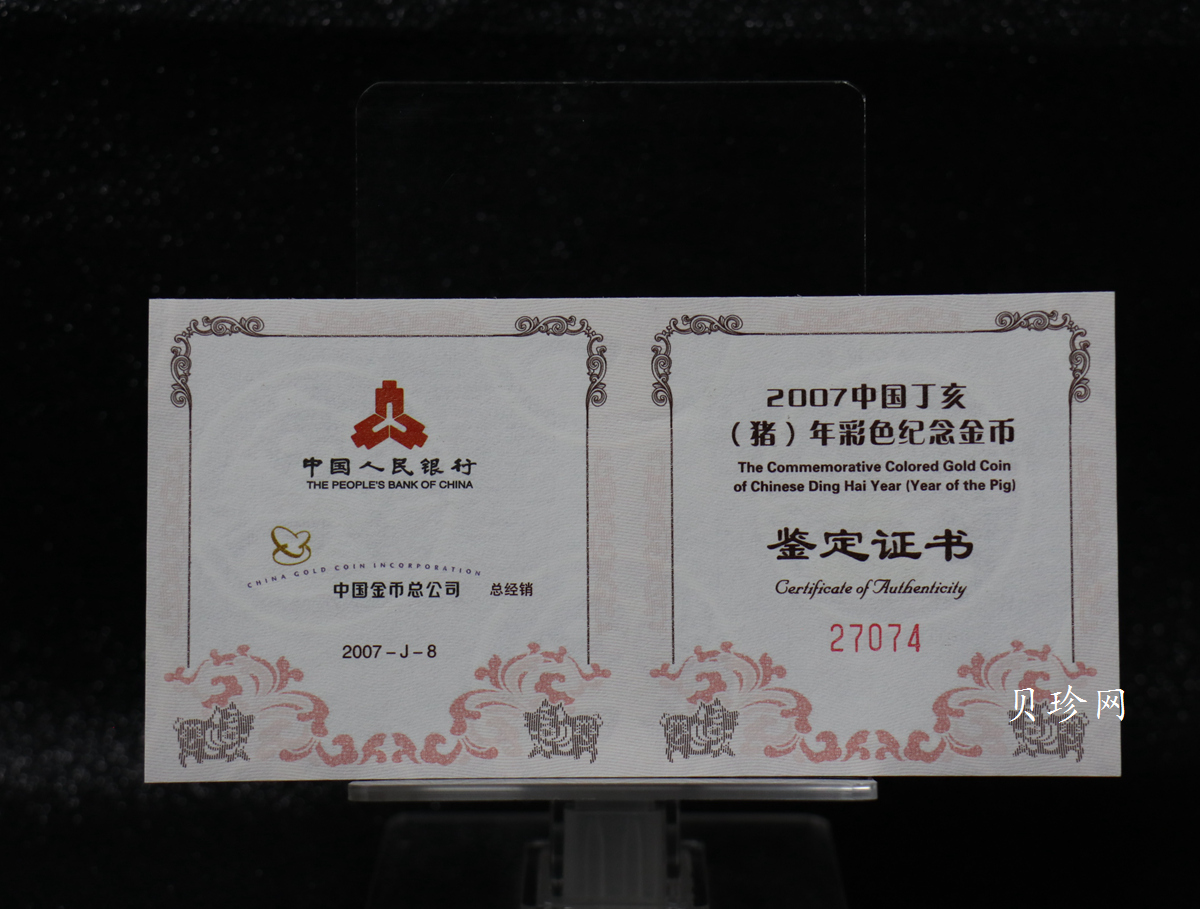 中国人民银行
THE PEOPLE'S BANK OF CHINA
CHINA GOLD COIN INCORPORATION
中国金币总公司 总经销
2007－J－8
2007中国丁亥
（猪）年彩色纪念金币
The Commemorative Colored Gold Coin
of Chinese Ding Hai Year (Year of the Pig)
鉴定证书
Certificate of Authenticity
27074
贝珍网